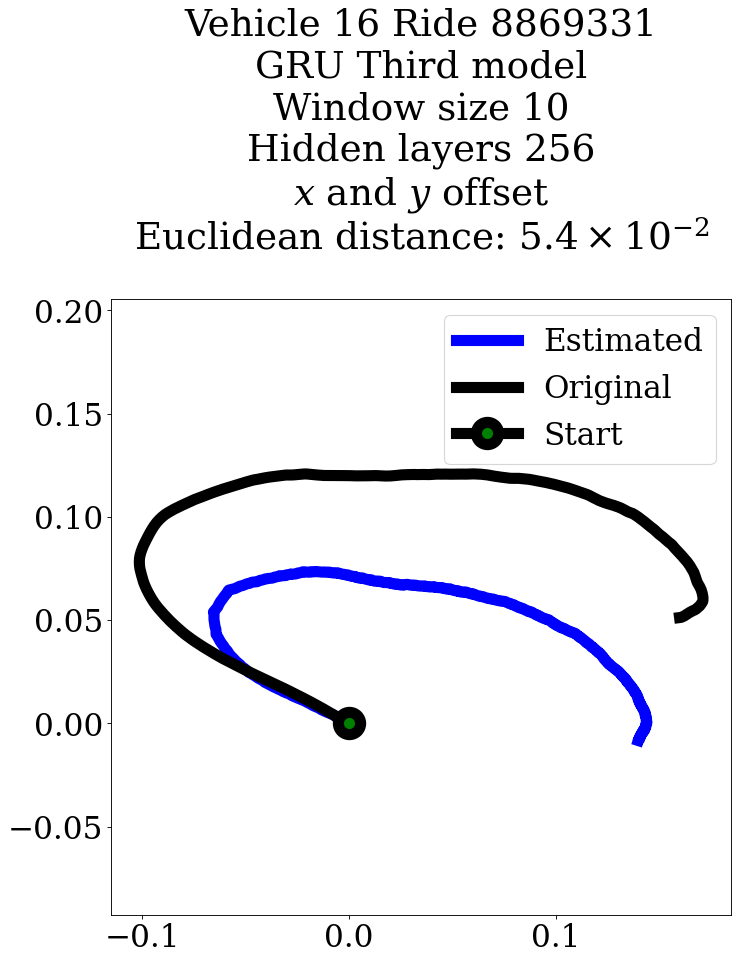 Vehicle 16 Ride 8869331
GRU Third model
Window size 10
Hidden layers 256
x and y offset
Euclidean distance: 5.4 × 10⁻²
Estimated
Original
Start
0.20
0.15
0.10
0.05
0.00
−0.05
−0.1
0.0
0.1